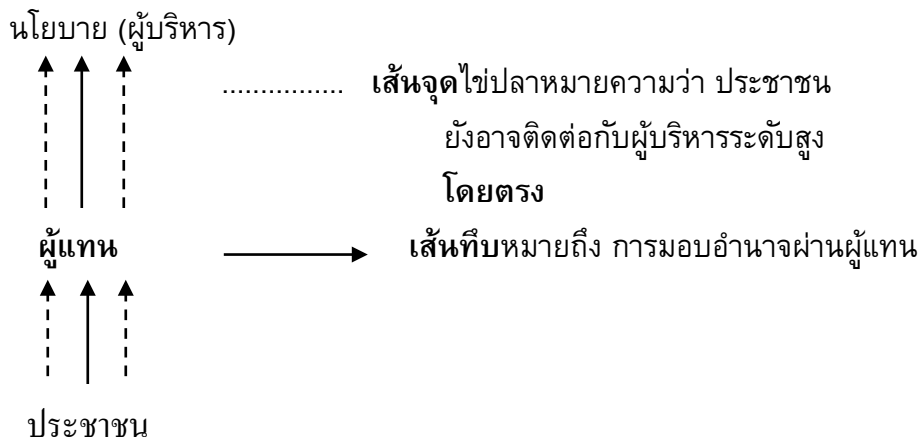 นโยบาย (ผู้บริหาร)
................ เส้นจุดไข่ปลาหมายความว่า ประชาชน
ยังอาจติดต่อกับผู้บริหารระดับสูง
โดยตรง
ผู้แทน เส้นทึบหมายถึง การมอบอำนาจผ่านผู้แทน
ประชาชน